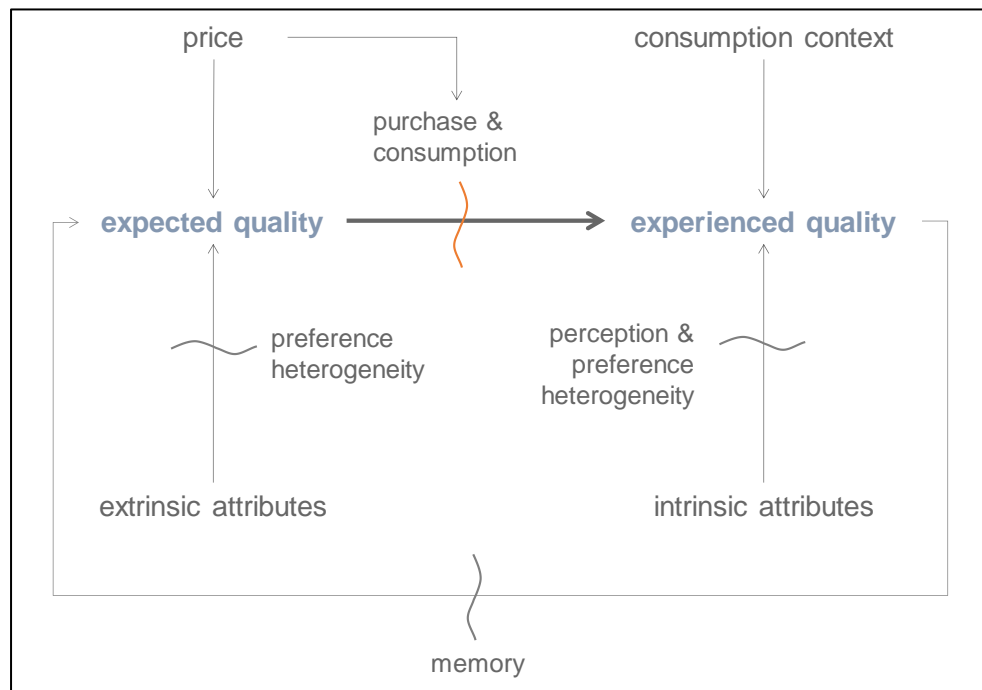 price
consumption context
purchase &
consumption
expected quality
experienced quality
preference
heterogeneity
perception &
preference
heterogeneity
extrinsic attributes
intrinsic attributes
memory